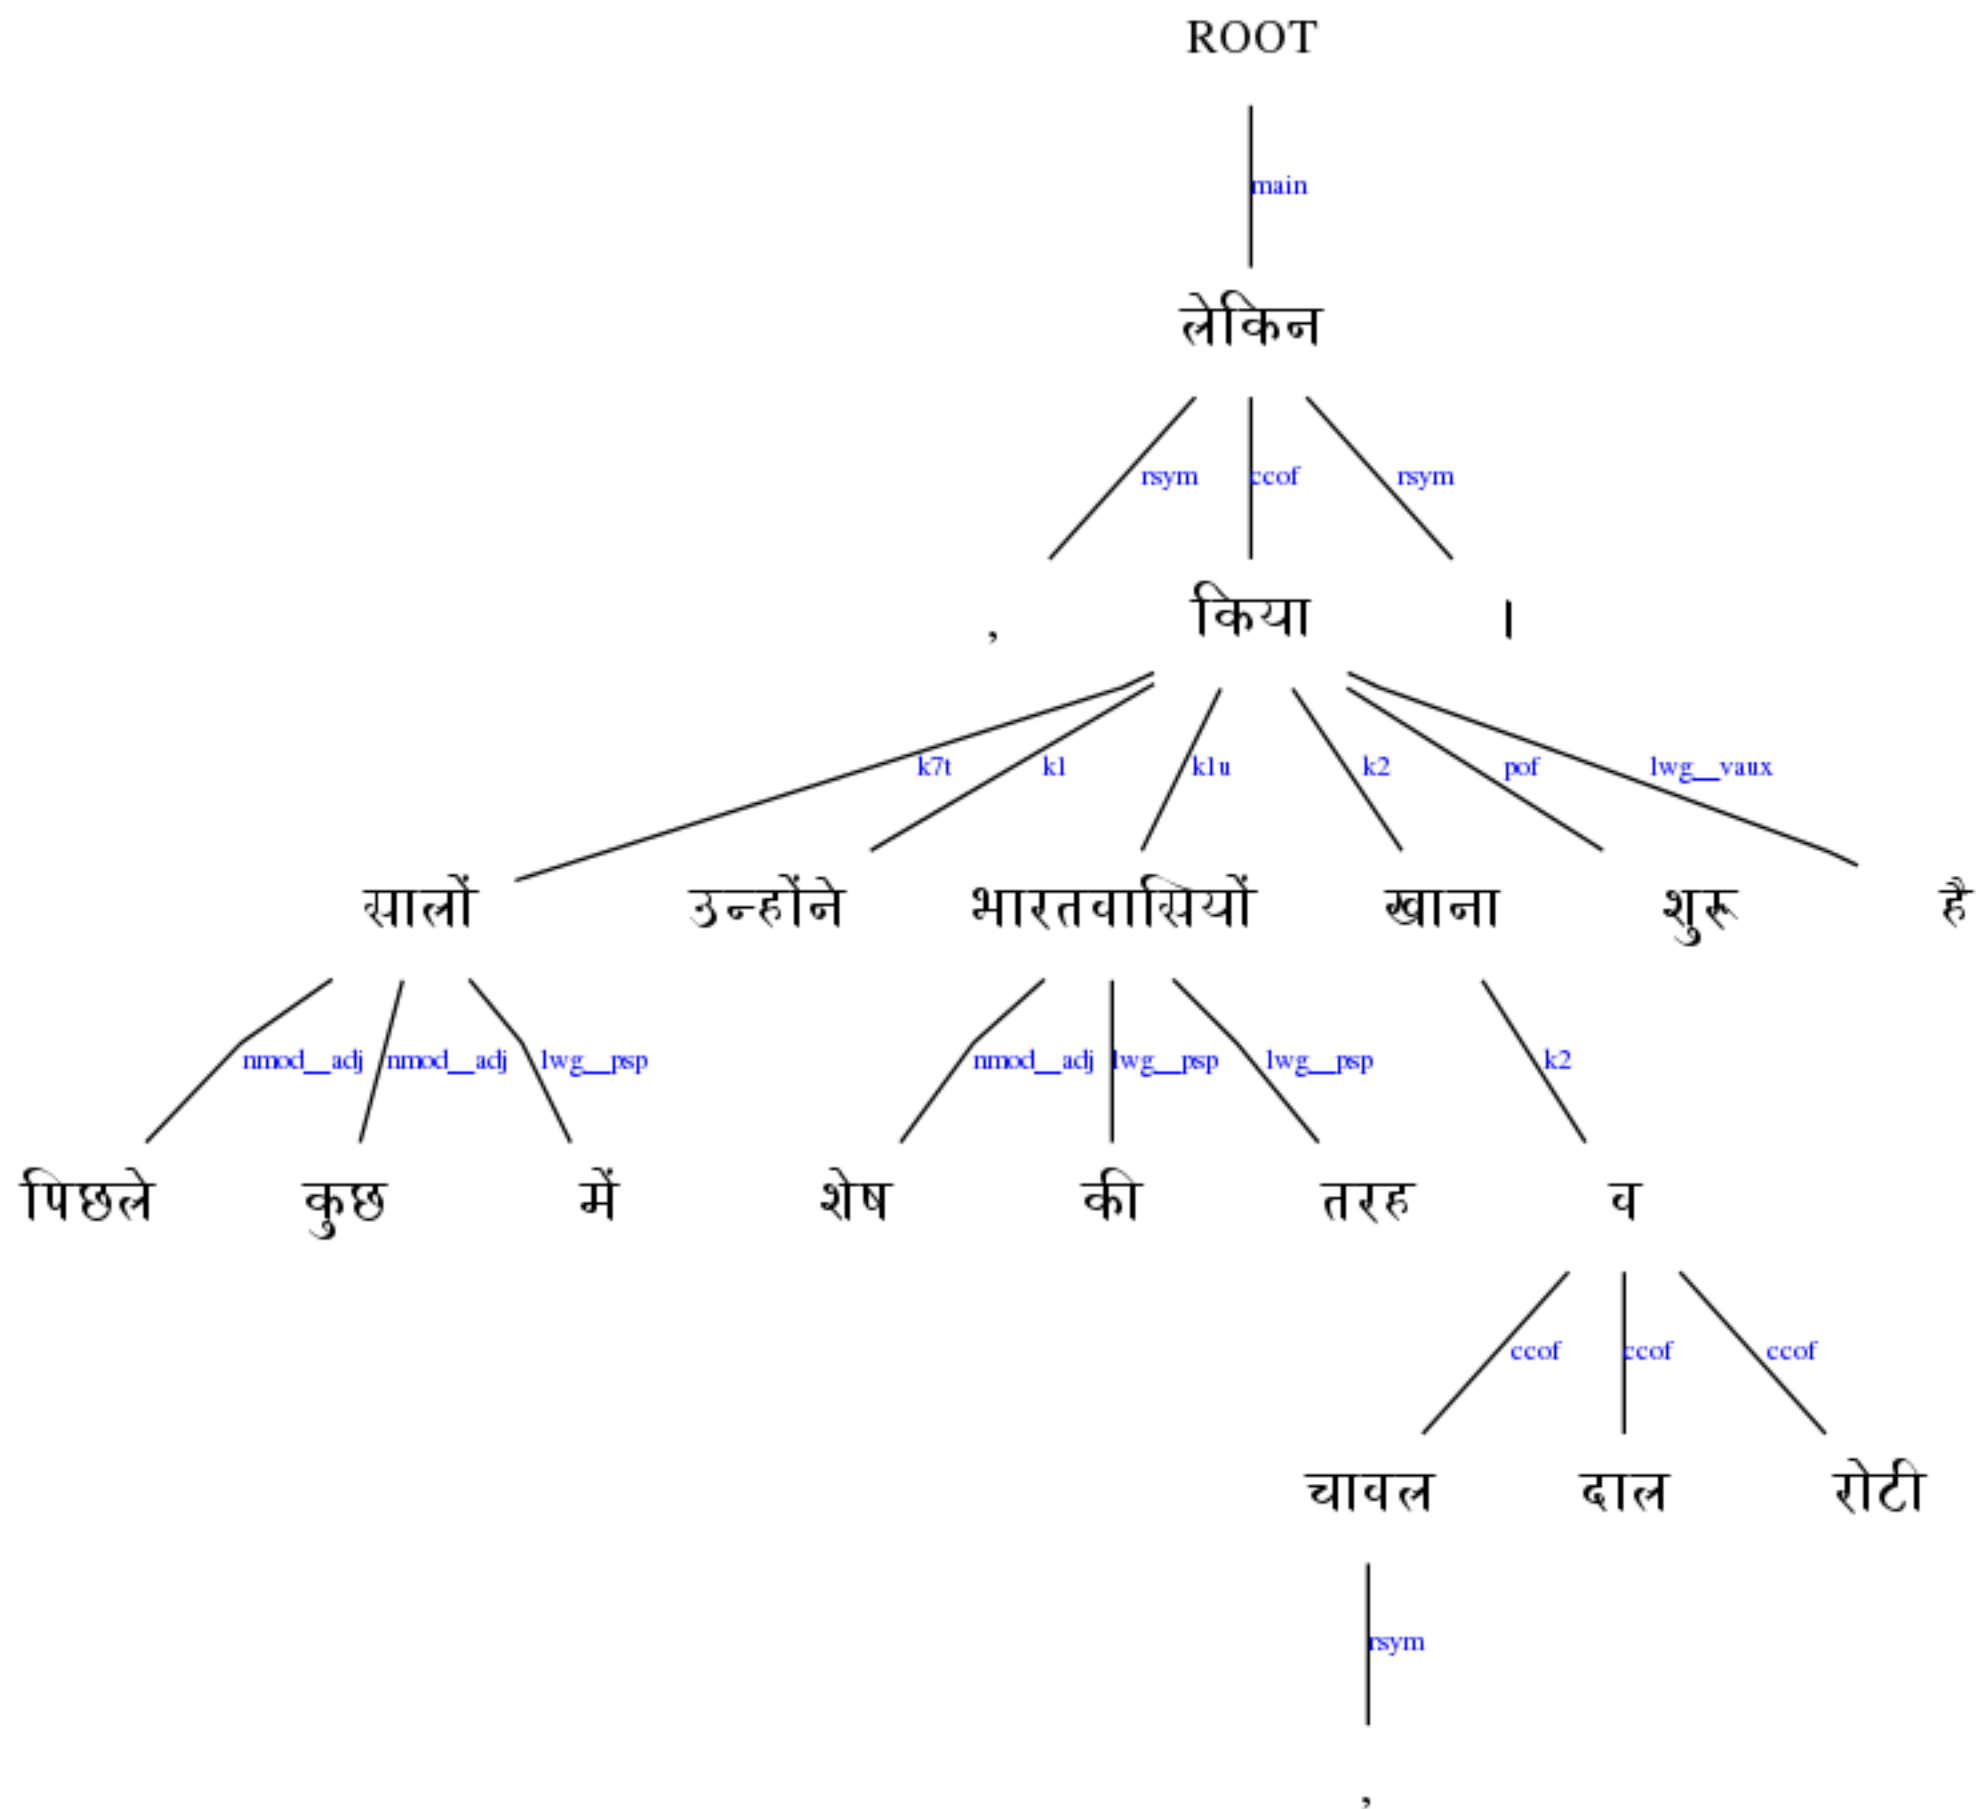 ROOT
main
लेकिन
rsym ccof rsym
, किया ।
k7t k1 k1u k2 pof lwg__vaux
सालों उन्होंने भारतवासियों खाना शुरू है
nmod__adj nmod__adj lwg__psp nmod__adj lwg__psp lwg__psp k2
पिछले कुछ में शेष की तरह व
ccof ccof ccof
चावल दाल रोटी
rsym
,